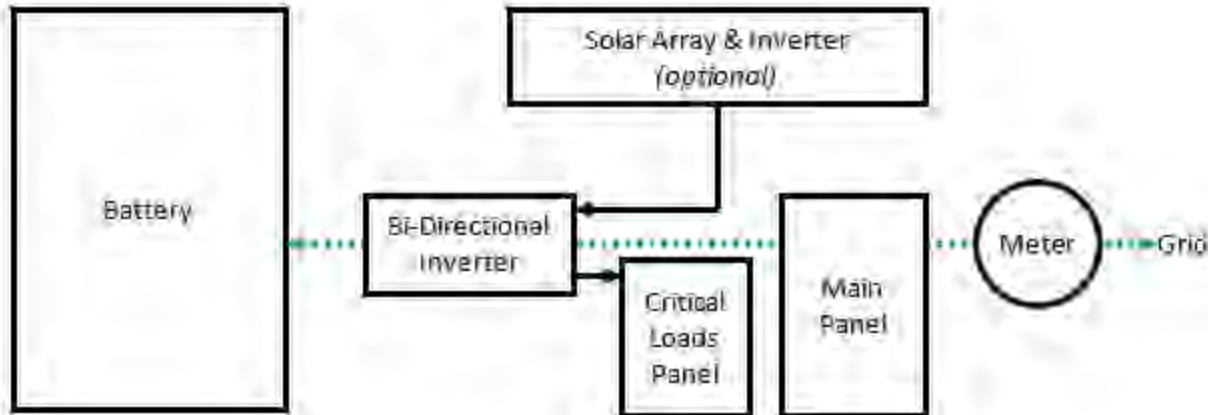 Solar Array & Inverter
(optional)
Battery
Bi-Directional
Inverter
Critical
Loads
Panel
Main
Panel
Meter
Grid